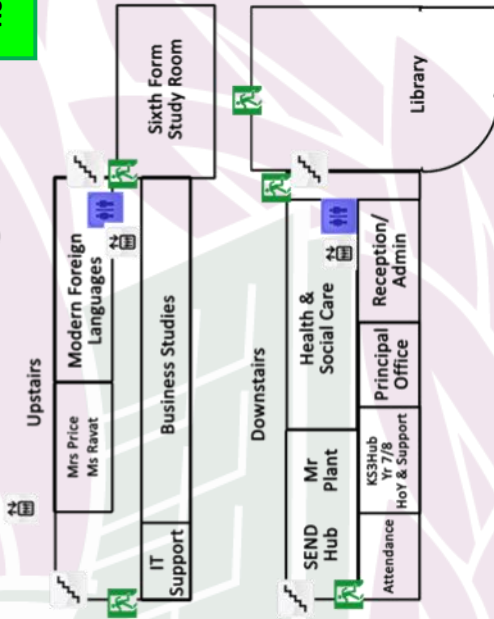 Upstairs
Mrs Price
Ms Ravat
Modern Foreign
Languages
IT
Support
Business Studies
Sixth Form
Study Room
Downstairs
SEND
Hub
Mr
Plant
Health &
Social Care
Attendance
KS3Hub
Yr 7/8
HoY & Support
Principal
Office
Reception/
Admin
Library